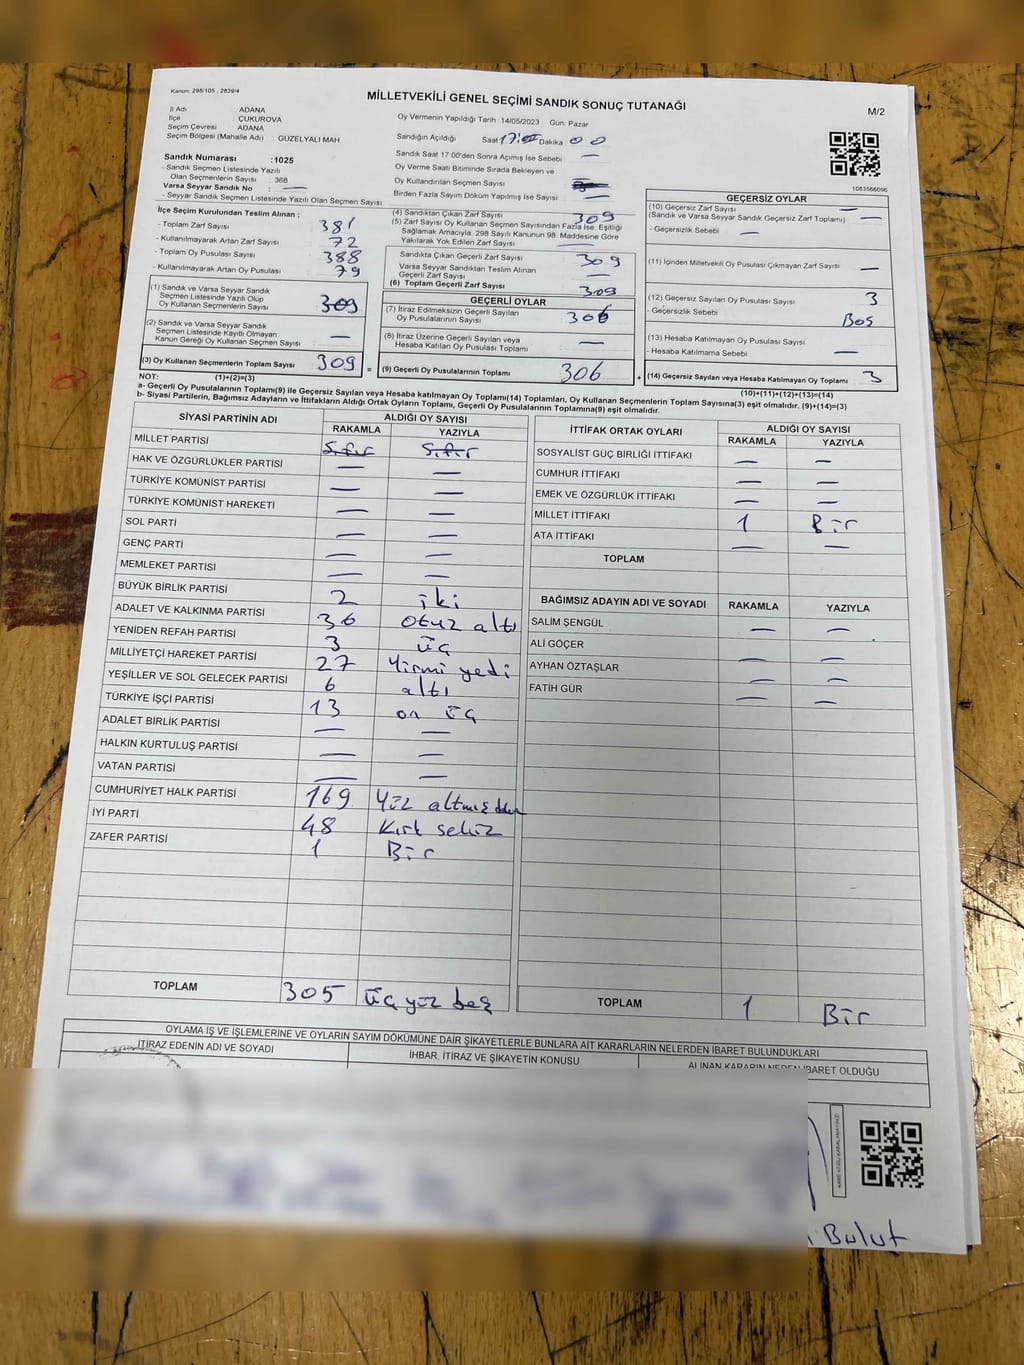 Kanun: 298/105 , 2839/4
MİLLETVEKİLİ GENEL SEÇİMİ SANDIK SONUÇ TUTANAĞI
M/2
İl Adı : ADANA
İlçe : ÇUKUROVA
Seçim Çevresi : ADANA
Seçim Bölgesi (Mahalle Adı) : GÜZELYALI MAH
Sandık Numarası :1025
- Sandık Seçmen Listesinde Yazılı
Olan Seçmenlerin Sayısı : 368
Varsa Seyyar Sandık No : —
- Seyyar Sandık Seçmen Listesinde Yazılı Olan Seçmen Sayısı
Oy Vermenin Yapıldığı Tarih :14/05/2023 Gün: Pazar
Sandığın Açıldığı Saat 17:00 Dakika 00
Sandık Saat 17.00'den Sonra Açılmış İse Sebebi : —
Oy Verme Saati Bitiminde Sırada Bekleyen ve
Oy Kullandırılan Seçmen Sayısı :
Birden Fazla Sayım Döküm Yapılmış İse Sayısı : —
1083566096
İlçe Seçim Kurulundan Teslim Alınan ;
- Toplam Zarf Sayısı : 381
- Kullanılmayarak Artan Zarf Sayısı : 72
- Toplam Oy Pusulası Sayısı : 388
- Kullanılmayarak Artan Oy Pusulası : 79
(1) Sandık ve Varsa Seyyar Sandık
Seçmen Listesinde Yazılı Olup
Oy Kullanan Seçmenlerin Sayısı : 309
(2) Sandık ve Varsa Seyyar Sandık
Seçmen Listesinde Kayıtlı Olmayan
Kanun Gereği Oy Kullanan Seçmen Sayısı : —
(3) Oy Kullanan Seçmenlerin Toplam Sayısı : 309
(4) Sandıktan Çıkan Zarf Sayısı : 309
(5) Zarf Sayısı Oy Kullanan Seçmen Sayısından Fazla İse, Eşitliği
Sağlamak Amacıyla, 298 Sayılı Kanunun 98. Maddesine Göre
Yakılarak Yok Edilen Zarf Sayısı : —
Sandıkta Çıkan Geçerli Zarf Sayısı : 309
Varsa Seyyar Sandıktan Teslim Alınan
Geçerli Zarf Sayısı : —
(6) Toplam Geçerli Zarf Sayısı : 309
GEÇERLİ OYLAR
(7) İtiraz Edilmeksizin Geçerli Sayılan
Oy Pusulalarının Sayısı : 306
(8) İtiraz Üzerine Geçerli Sayılan veya
Hesaba Katılan Oy Pusulası Toplamı : —
= (9) Geçerli Oy Pusulalarının Toplamı 306
GEÇERSİZ OYLAR
(10) Geçersiz Zarf Sayısı —
(Sandık ve Varsa Seyyar Sandık Geçersiz Zarf Toplamı) : —
- Geçersizlik Sebebi : —
(11) İçinden Milletvekili Oy Pusulası Çıkmayan Zarf Sayısı : —
(12) Geçersiz Sayılan Oy Pusulası Sayısı : 3
- Geçersizlik Sebebi : Boş
(13) Hesaba Katılmayan Oy Pusulası Sayısı :
- Hesaba Katılmama Sebebi : —
+ (14) Geçersiz Sayılan veya Hesaba Katılmayan Oy Toplamı : 3
NOT: (1)+(2)=(3) (10)+(11)+(12)+(13)=(14)
a- Geçerli Oy Pusulalarının Toplamı(9) ile Geçersiz Sayılan veya Hesaba katılmayan Oy Toplamı(14) Toplamları, Oy Kullanan Seçmenlerin Toplam Sayısına(3) eşit olmalıdır. (9)+(14)=(3)
b- Siyasi Partilerin, Bağımsız Adayların ve İttifakların Aldığı Ortak Oyların Toplamı, Geçerli Oy Pusulalarının Toplamına(9) eşit olmalıdır.
SİYASİ PARTİNİN ADI ALDIĞI OY SAYISI
RAKAMLA YAZIYLA
MİLLET PARTİSİ Sıfır Sıfır
HAK VE ÖZGÜRLÜKLER PARTİSİ — —
TÜRKİYE KOMÜNİST PARTİSİ — —
TÜRKİYE KOMÜNİST HAREKETİ — —
SOL PARTİ — —
GENÇ PARTİ — —
MEMLEKET PARTİSİ — —
BÜYÜK BİRLİK PARTİSİ 2 iki
ADALET VE KALKINMA PARTİSİ 36 otuz altı
YENİDEN REFAH PARTİSİ 3 üç
MİLLİYETÇİ HAREKET PARTİSİ 27 Yirmi yedi
YEŞİLLER VE SOL GELECEK PARTİSİ 6 altı
TÜRKİYE İŞÇİ PARTİSİ 13 on üç
ADALET BİRLİK PARTİSİ — —
HALKIN KURTULUŞ PARTİSİ — —
VATAN PARTİSİ — —
CUMHURİYET HALK PARTİSİ 169 Yüz altmış dokuz
İYİ PARTİ 48 Kırk sekiz
ZAFER PARTİSİ 1 Bir
TOPLAM 305 üç yüz beş
İTTİFAK ORTAK OYLARI ALDIĞI OY SAYISI
RAKAMLA YAZIYLA
SOSYALİST GÜÇ BİRLİĞİ İTTİFAKI — —
CUMHUR İTTİFAKI — —
EMEK VE ÖZGÜRLÜK İTTİFAKI — —
MİLLET İTTİFAKI 1 Bir
ATA İTTİFAKI — —
TOPLAM
BAĞIMSIZ ADAYIN ADI VE SOYADI RAKAMLA YAZIYLA
SALİM ŞENGÜL — —
ALİ GÖÇER — —
AYHAN ÖZTAŞLAR — —
FATİH GÜR — —
TOPLAM 1 Bir
OYLAMA İŞ VE İŞLEMLERİNE VE OYLARIN SAYIM DÖKÜMÜNE DAİR ŞİKAYETLERLE BUNLARA AİT KARARLARIN NELERDEN İBARET BULUNDUKLARI
İTİRAZ EDENİN ADI VE SOYADI İHBAR, İTİRAZ VE ŞİKAYETİN KONUSU ALINAN KARARIN NEDEN İBARET OLDUĞU
Bulut